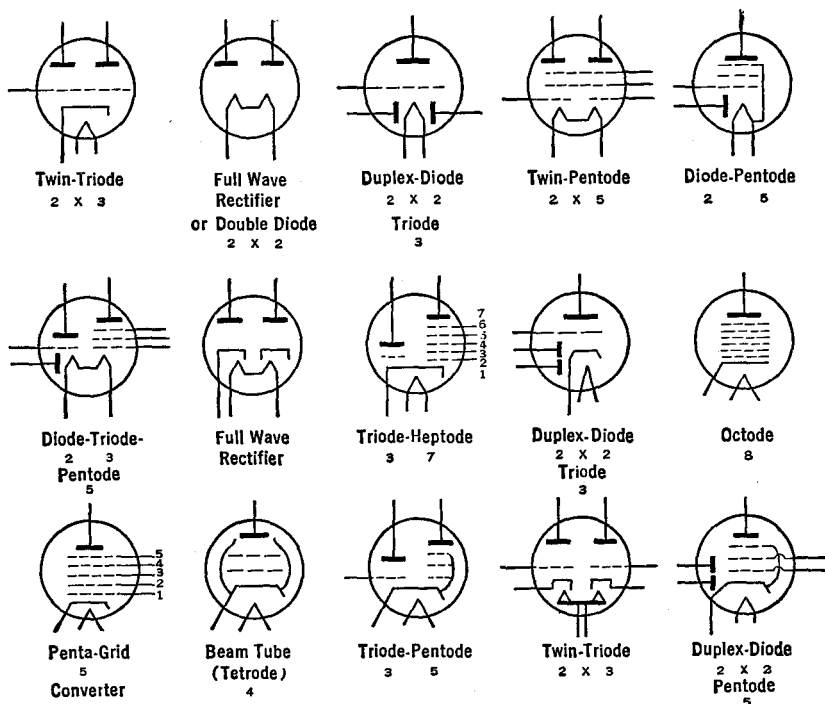 Twin-Triode
2 X 3
Full Wave
Rectifier
or Double Diode
2 X 2
Duplex-Diode
2 X 2
Triode
3
Twin-Pentode
2 X 5
Diode-Pentode
2 5
Diode-Triode-
2 3
Pentode
5
Full Wave
Rectifier
7
6
5
4
3
2
1
Triode-Heptode
3 7
Duplex-Diode
2 X 2
Triode
3
Octode
8
5
4
3
2
1
Penta-Grid
5
Converter
Beam Tube
(Tetrode)
4
Triode-Pentode
3 5
Twin-Triode
2 X 3
Duplex-Diode
2 X 2
Pentode
5